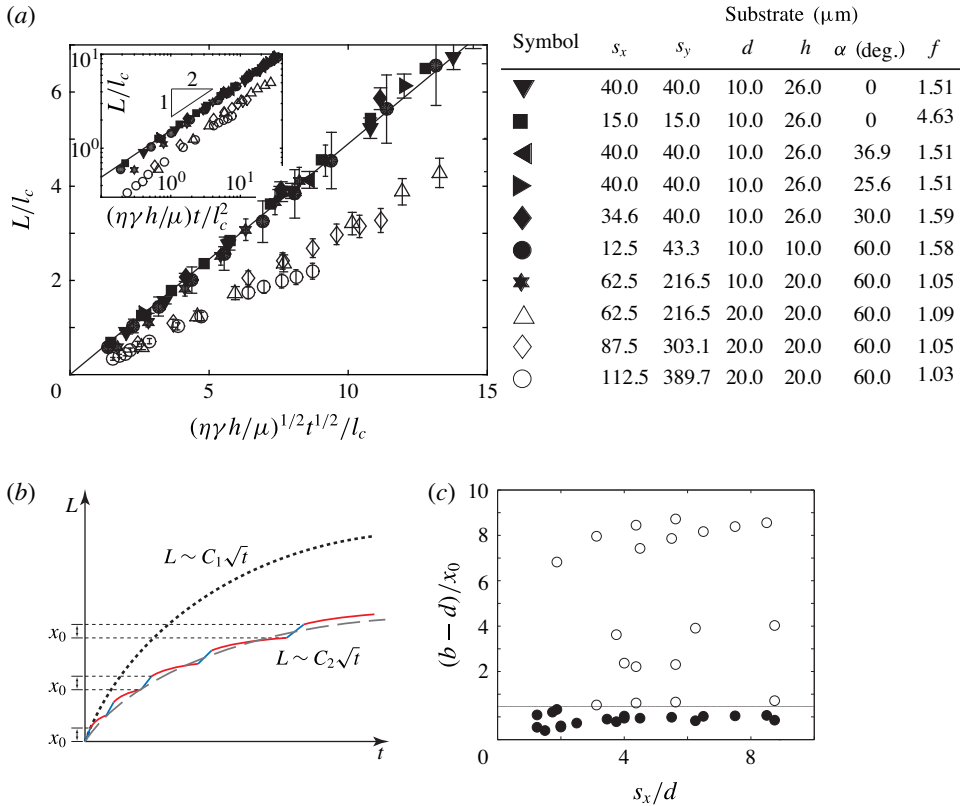 (a)
L/l_c
6
4
2
0 5 10 15
(ηγh/μ)^{1/2}t^{1/2}/l_c
10^1
L/l_c
2
1
10^0
10^0 10^1
(ηγh/μ)t/l_c^2
Substrate (μm)
Symbol s_x s_y d h α (deg.) f
40.0 40.0 10.0 26.0 0 1.51
15.0 15.0 10.0 26.0 0 4.63
40.0 40.0 10.0 26.0 36.9 1.51
40.0 40.0 10.0 26.0 25.6 1.51
34.6 40.0 10.0 26.0 30.0 1.59
12.5 43.3 10.0 10.0 60.0 1.58
62.5 216.5 10.0 20.0 60.0 1.05
62.5 216.5 20.0 20.0 60.0 1.09
87.5 303.1 20.0 20.0 60.0 1.05
112.5 389.7 20.0 20.0 60.0 1.03
(b)
L
L ~ C_1√t
x_0
L ~ C_2√t
x_0
x_0
t
(c)
10
8
6
4
2
0
(b – d)/x_0
4 8
s_x/d